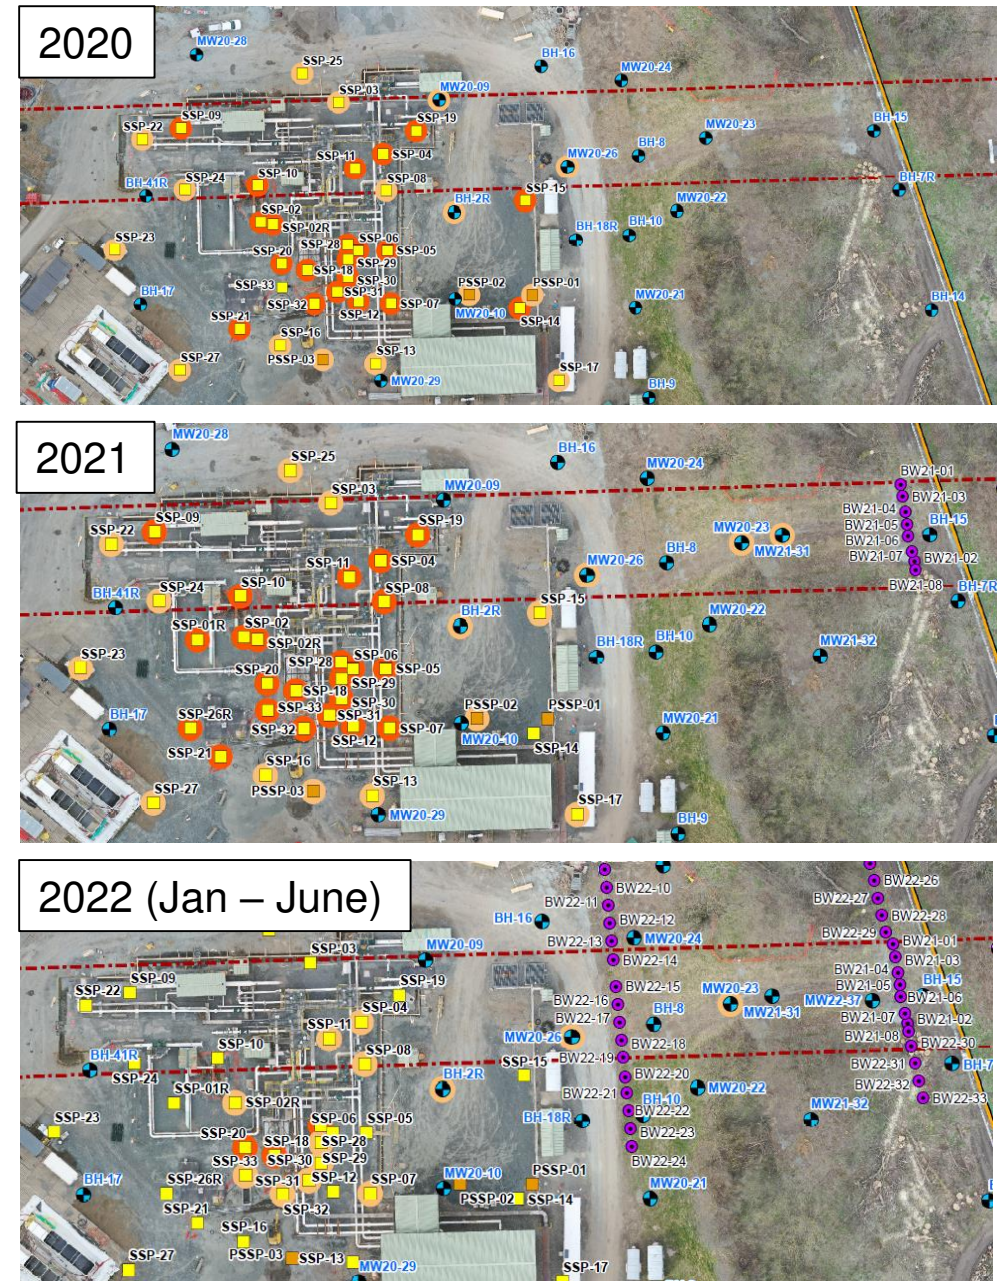 2020
MW20-28
SSP-25
BH-16
MW20-24
SSP-03
MW20-09
SSP-09
SSP-22
SSP-19
MW20-23
BH-15
SSP-04
BH-8
SSP-11
MW20-26
BH-41R
SSP-24
SSP-10
SSP-08
BH-7R
SSP-15
SSP-02
BH-2R
MW20-22
SSP-02R
BH-18R
BH-10
SSP-23
SSP-28
SSP-06
SSP-05
SSP-20
SSP-29
SSP-18
SSP-30
PSSP-02
PSSP-01
SSP-33
SSP-31
BH-17
SSP-32
SSP-12
SSP-07
MW20-10
SSP-14
MW20-21
BH-14
SSP-21
SSP-16
SSP-27
PSSP-03
SSP-13
MW20-29
SSP-17
BH-9
2021
MW20-28
SSP-25
BH-16
MW20-24
BW21-01
SSP-03
MW20-09
BW21-03
SSP-09
BW21-04
SSP-22
SSP-19
MW20-23
BW21-05
BH-15
BW21-06
MW21-31
BH-8
BW21-07
BW21-02
SSP-11
SSP-04
MW20-26
BW21-08
SSP-24
SSP-10
SSP-08
BH-7R
BH-41R
SSP-15
MW20-22
SSP-01R
SSP-02
BH-2R
SSP-02R
BH-18R
BH-10
MW21-32
SSP-23
SSP-28
SSP-06
SSP-05
SSP-20
SSP-29
SSP-18
SSP-30
BH-17
SSP-26R
SSP-33
SSP-31
PSSP-02
PSSP-01
MW20-21
SSP-32
SSP-12
SSP-07
MW20-10
SSP-14
SSP-21
SSP-16
SSP-27
PSSP-03
SSP-13
MW20-29
SSP-17
BH-9
2022 (Jan – June)
BW22-10
BW22-26
BW22-11
BW22-27
BH-16
BW22-12
BW22-28
BW22-13
MW20-24
BW22-29
BW21-01
SSP-03
MW20-09
BW22-14
BW21-03
SSP-09
BW21-04
SSP-22
SSP-19
BW22-15
BW21-05
BH-15
BW22-16
MW20-23
MW22-37
BW21-06
SSP-04
BW22-17
BH-8
MW21-31
BW21-07
BW21-02
SSP-11
MW20-26
BW22-18
BW21-08
BW22-30
BH-41R
SSP-10
SSP-08
BW22-19
SSP-15
BW22-31
BH-7
SSP-24
SSP-01R
BH-2R
BW22-20
MW20-22
BW22-32
SSP-02R
BW22-21
BH-10
BW22-33
SSP-23
SSP-06
SSP-05
BH-18R
BW22-22
MW21-32
SSP-20
SSP-18
SSP-28
BW22-23
SSP-33
SSP-30
SSP-29
BW22-24
BH-17
SSP-26R
SSP-31
SSP-12
SSP-07
MW20-10
PSSP-01
SSP-32
PSSP-02
SSP-14
MW20-21
SSP-21
SSP-16
SSP-27
PSSP-03
SSP-13
MW20-29
SSP-17